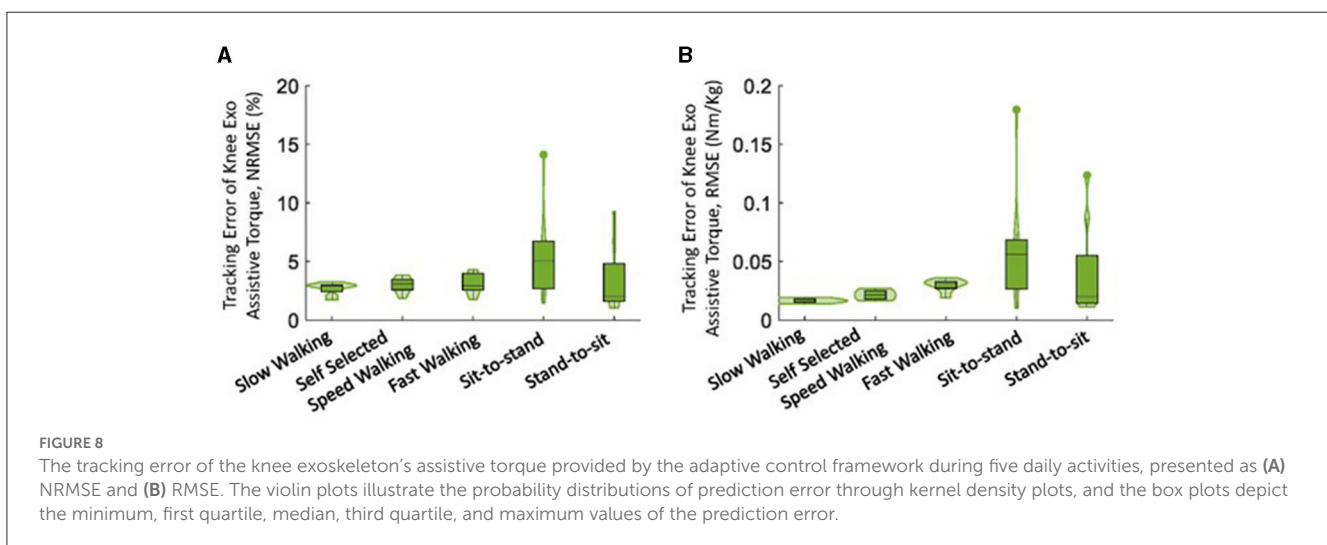 A
Tracking Error of Knee Exo
Assistive Torque, NRMSE (%)
20
15
10
5
0
Slow Walking
Self Selected
Speed Walking
Fast Walking
Sit-to-stand
Stand-to-sit
B
Tracking Error of Knee Exo
Assistive Torque, RMSE (Nm/Kg)
0.2
0.15
0.1
0.05
0
Slow Walking
Self Selected
Speed Walking
Fast Walking
Sit-to-stand
Stand-to-sit
FIGURE 8
The tracking error of the knee exoskeleton's assistive torque provided by the adaptive control framework during five daily activities, presented as (A)
NRMSE and (B) RMSE. The violin plots illustrate the probability distributions of prediction error through kernel density plots, and the box plots depict
the minimum, first quartile, median, third quartile, and maximum values of the prediction error.